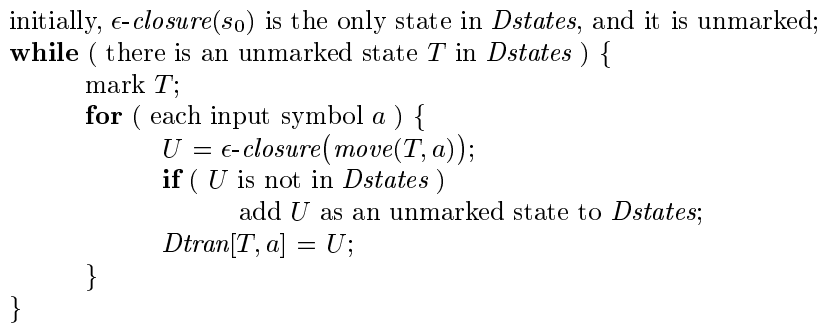 initially, ϵ-closure(s₀) is the only state in Dstates, and it is unmarked;
while ( there is an unmarked state T in Dstates ) {
mark T;
for ( each input symbol a ) {
U = ϵ-closure(move(T, a));
if ( U is not in Dstates )
add U as an unmarked state to Dstates;
Dtran[T, a] = U;
}
}